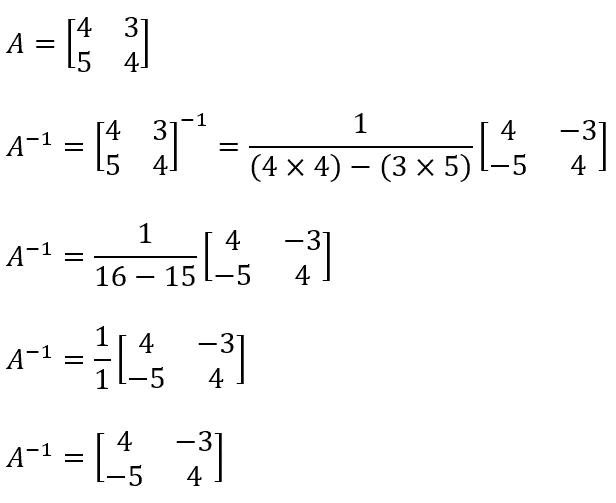 A = [4 3; 5 4]
A⁻¹ = [4 3; 5 4]⁻¹ = 1/((4 × 4) − (3 × 5)) [4 −3; −5 4]
A⁻¹ = 1/(16 − 15) [4 −3; −5 4]
A⁻¹ = 1/1 [4 −3; −5 4]
A⁻¹ = [4 −3; −5 4]